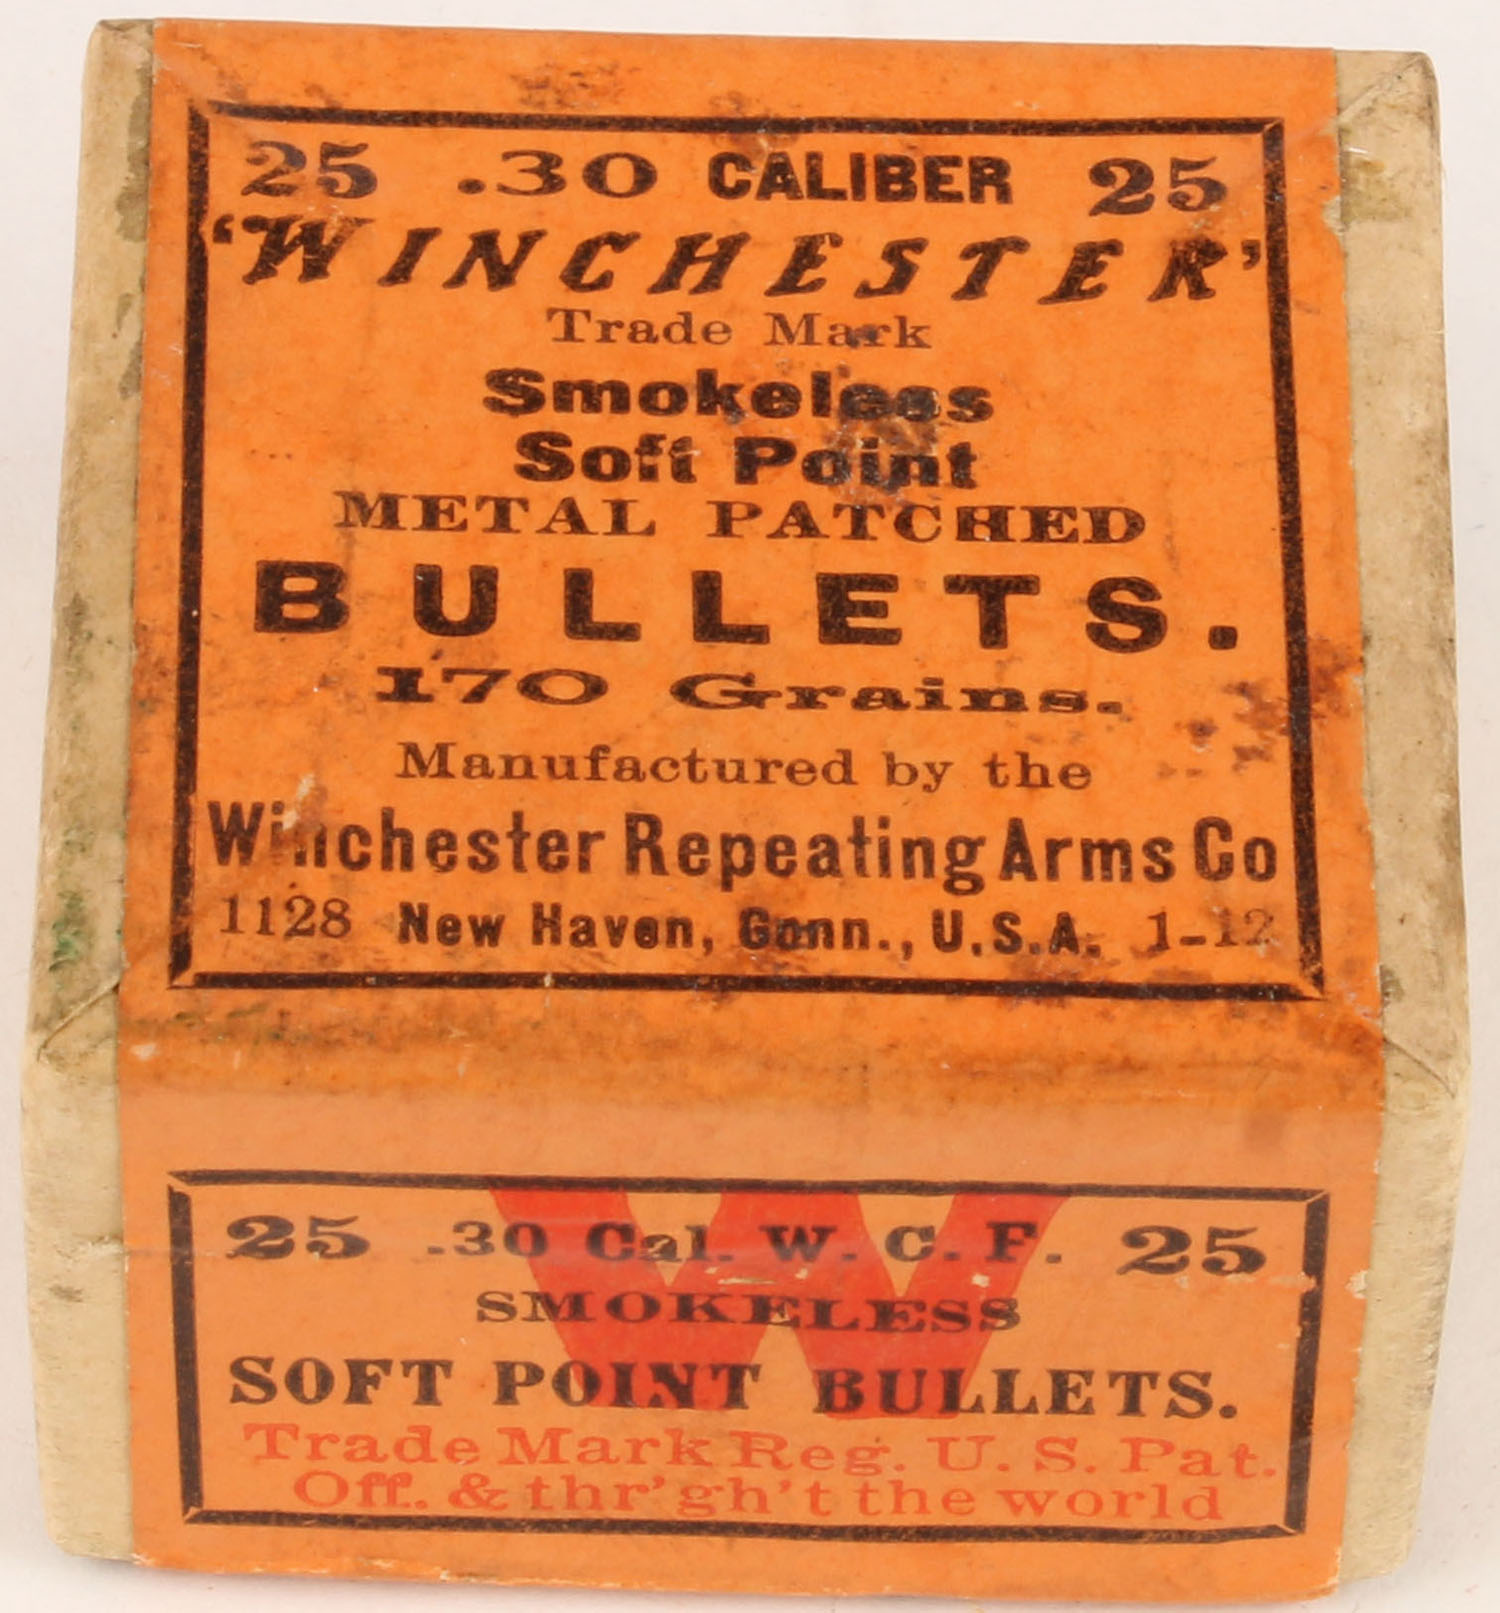 25 .30 CALIBER 25
'WINCHESTER'
Trade Mark
Smokeless
Soft Point
METAL PATCHED
BULLETS.
170 Grains.
Manufactured by the
Winchester Repeating Arms Co
1128 New Haven, Conn., U.S.A. 1-12
W
25 .30 Cal. W. C. F. 25
SMOKELESS
SOFT POINT BULLETS.
Trade Mark Reg. U. S. Pat.
Off. & thr'gh't the world